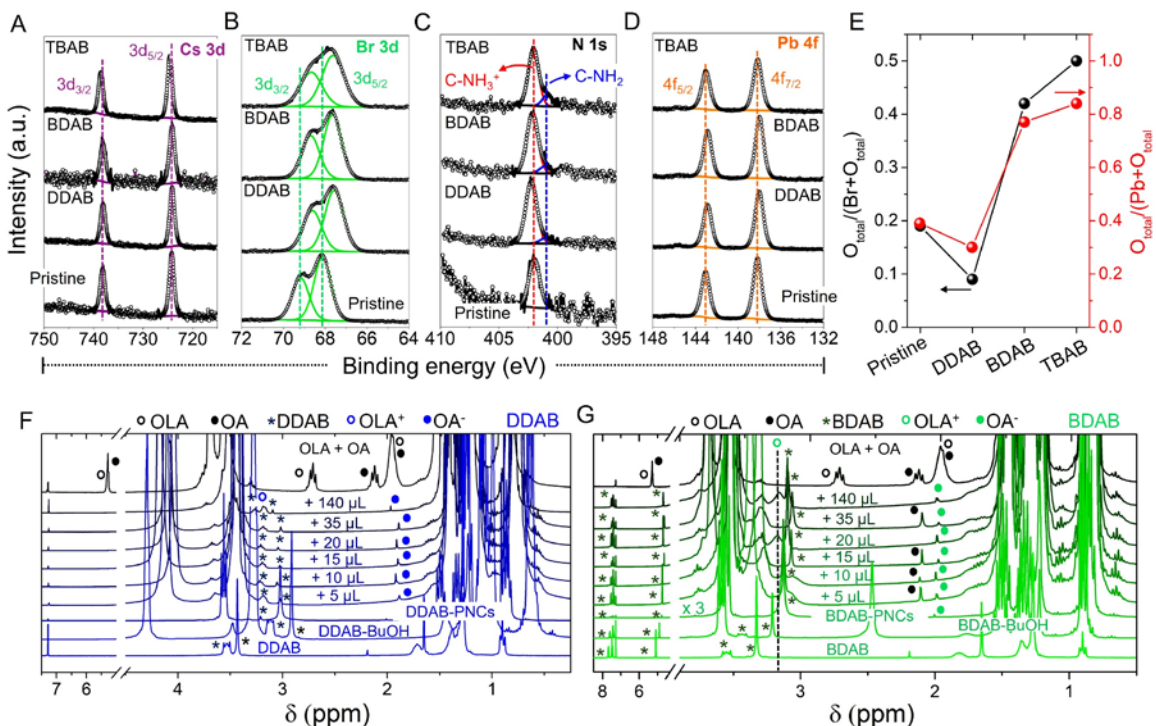 A
TBAB
Cs 3d
3d5/2
3d3/2
BDAB
DDAB
Pristine
750 740 730 720
B
TBAB
Br 3d
3d3/2
3d5/2
BDAB
DDAB
Pristine
72 70 68 66 64
C
TBAB
N 1s
C-NH3+
C-NH2
BDAB
DDAB
Pristine
410 405 400 395
D
TBAB
Pb 4f
4f5/2
4f7/2
BDAB
DDAB
Pristine
148 144 140 136 132
Intensity (a.u.)
Binding energy (eV)
E
Ototal/(Br+Ototal)
0.5
0.4
0.3
0.2
0.1
0.0
Ototal/(Pb+Ototal)
1.0
0.8
0.6
0.4
0.2
0.0
Pristine
DDAB
BDAB
TBAB
F
OLA OA *DDAB OLA+ OA- DDAB
OLA + OA
+ 140 µL
+ 35 µL
+ 20 µL
+ 15 µL
+ 10 µL
+ 5 µL
DDAB-PNCs
DDAB-BuOH
DDAB
7 6 4 3 2 1
δ (ppm)
G
OLA OA *BDAB OLA+ OA- BDAB
OLA + OA
+ 140
+ 35
+ 20
+ 15
+ 10
+ 5
x 3
BDAB-PNCs
BDAB-BuOH
BDAB
8 7 6 5 3 2 1
δ (ppm)